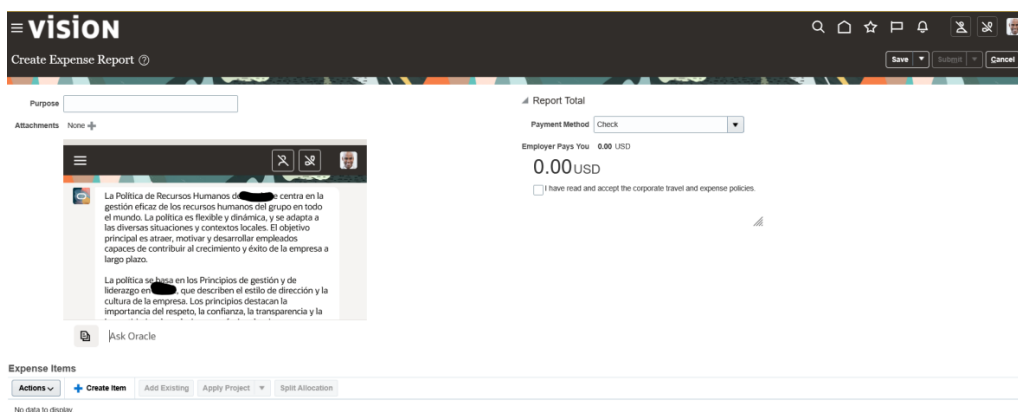 vision
Create Expense Report
Save
Submit
Cancel
Purpose
Attachments None
Report Total
Payment Method Check
Employer Pays You 0.00 USD
0.00 USD
I have read and accept the corporate travel and expense policies.
La Política de Recursos Humanos de centra en la
gestión eficaz de los recursos humanos del grupo en todo
el mundo. La política es flexible y dinámica, y se adapta a
las diversas situaciones y contextos locales. El objetivo
principal es atraer, motivar y desarrollar empleados
capaces de contribuir al crecimiento y éxito de la empresa a
largo plazo.
La política se basa en los Principios de gestión y de
liderazgo en , que describen el estilo de dirección y la
cultura de la empresa. Los principios destacan la
importancia del respeto, la confianza, la transparencia y la
Ask Oracle
Expense Items
Actions
Create Item
Add Existing
Apply Project
Split Allocation
No data to display